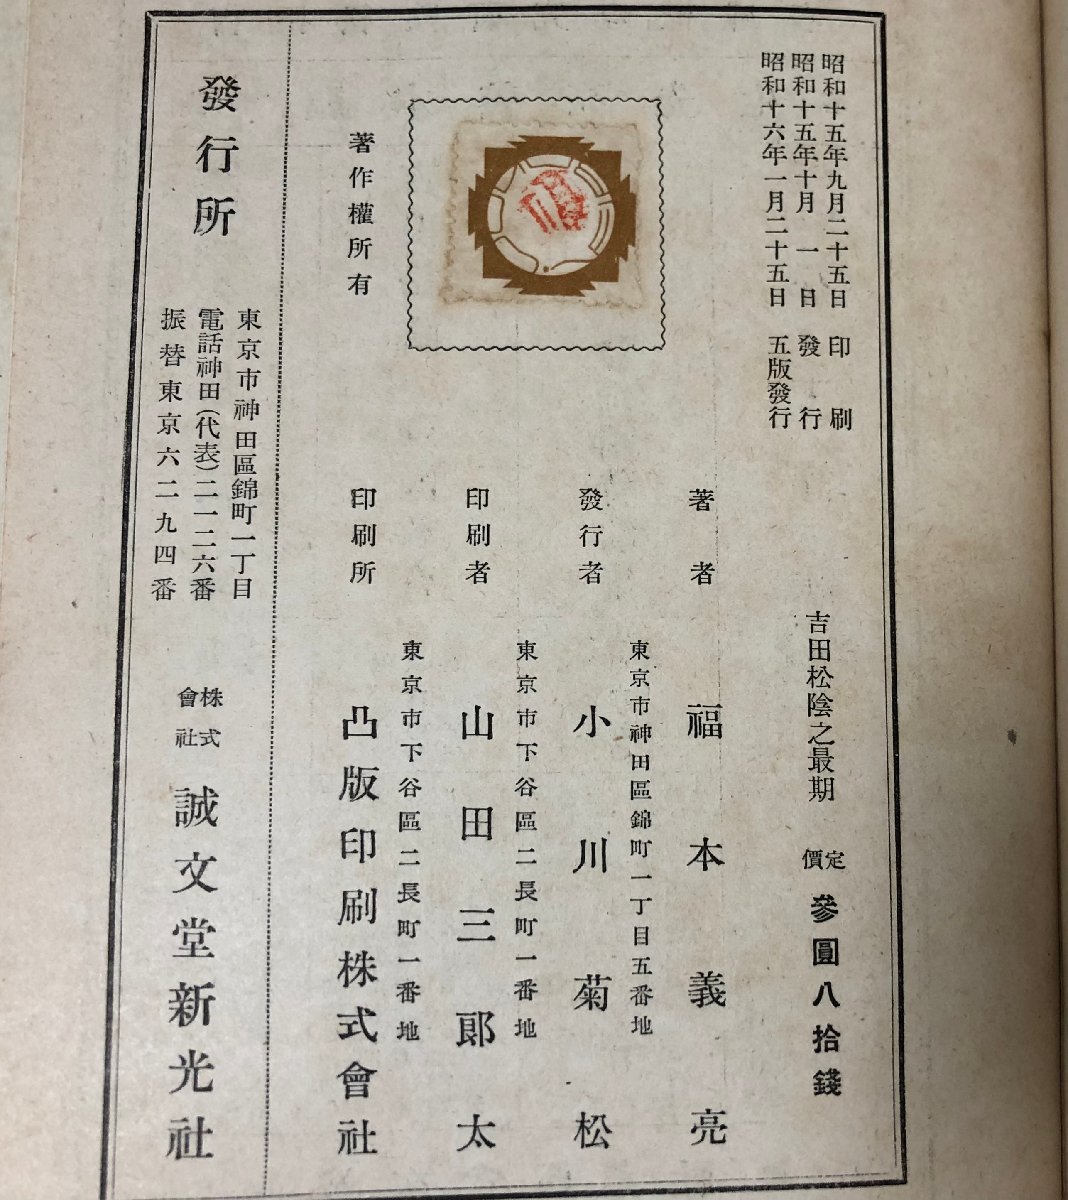 昭和十五年九月二十五日 印刷
昭和十五年十月一日 發行
昭和十六年一月二十五日 五版發行
吉田松陰之最期 定價 參圓八拾錢
著作權所有
著者 福本義亮
東京市神田區錦町一丁目五番地
發行者 小川菊松
東京市下谷區二長町一番地
印刷者 山田三郎太
東京市下谷區二長町一番地
印刷所 凸版印刷株式會社
發行所
東京市神田區錦町一丁目
電話神田(代表)二一二六番
振替東京六二九四番
株式會社 誠文堂新光社